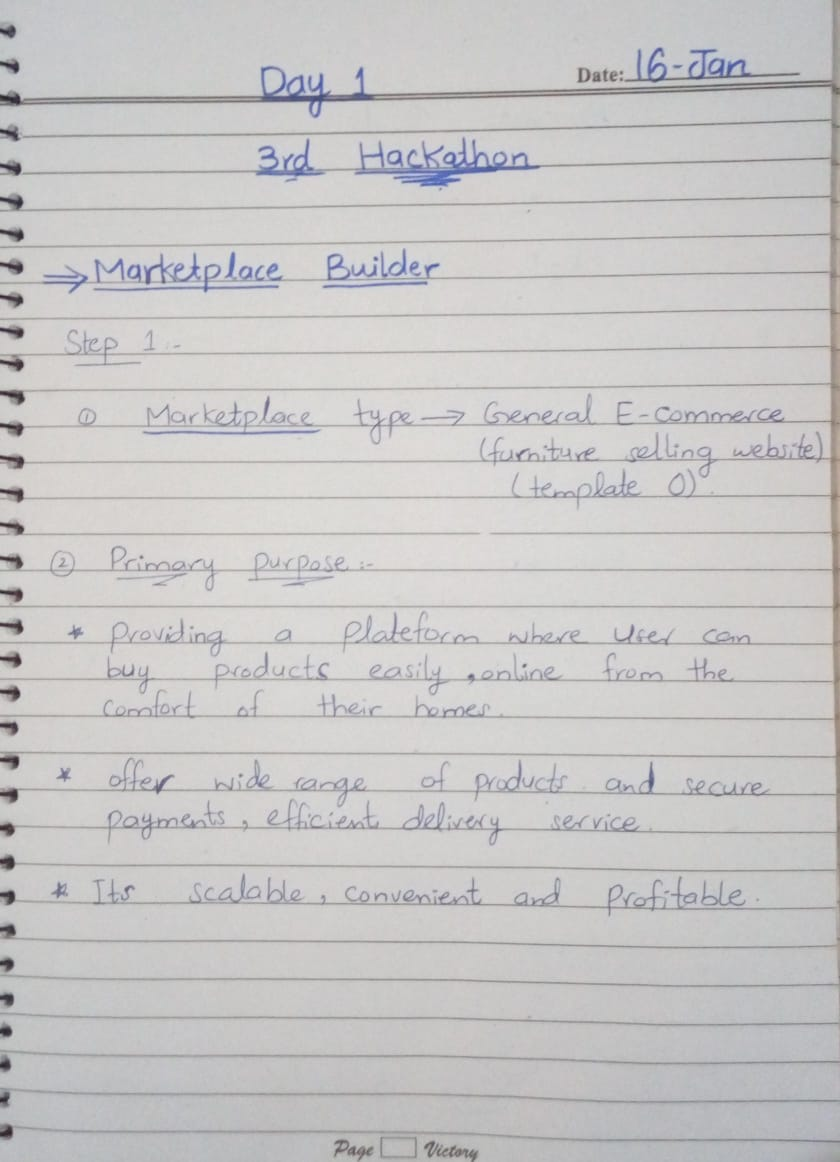 Day 1
Date: 16-Jan
3rd Hackathon
⇒ Marketplace Builder
Step 1 :-
① Marketplace type → General E-commerce
(furniture selling website)
(template 0).
② Primary Purpose :-
* Providing a Plateform where User can
buy products easily, online from the
comfort of their homes.
* offer wide range of products and secure
payments, efficient delivery service.
* Its scalable, convenient and Profitable.
Page Victory